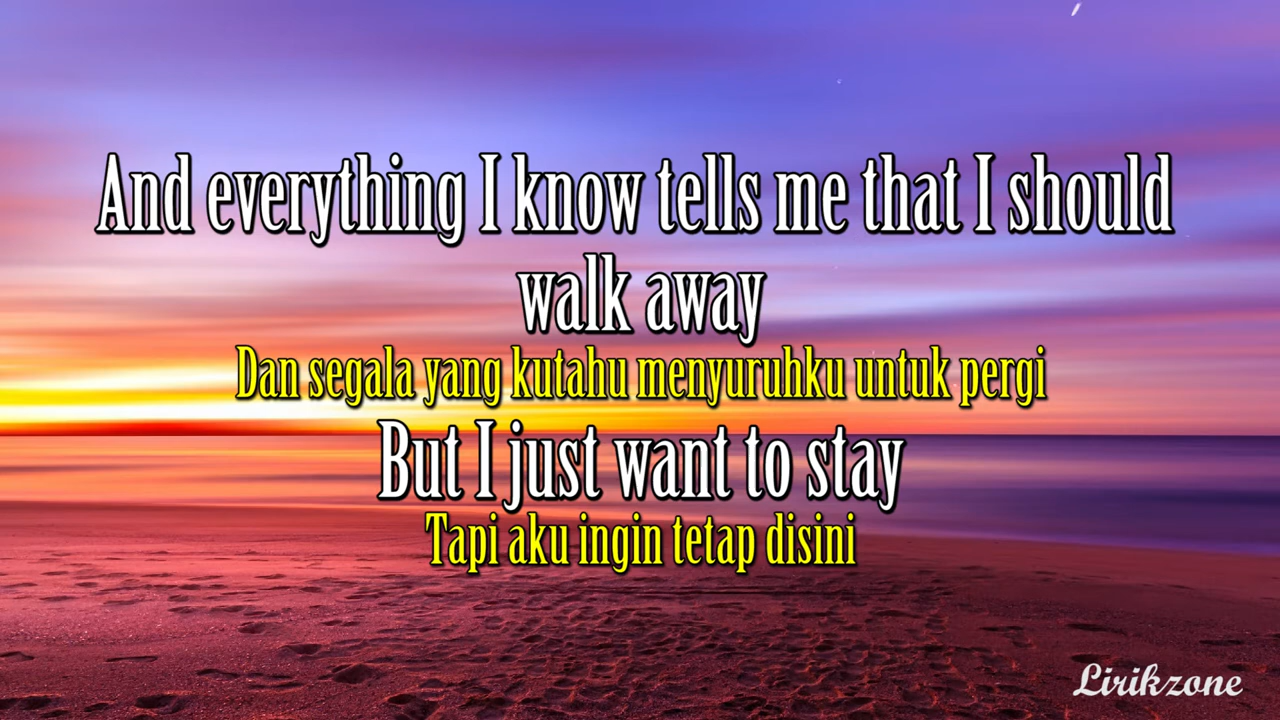 And everything I know tells me that I should
walk away
Dan segala yang kutahu menyuruhku untuk pergi
But I just want to stay
Tapi aku ingin tetap disini
Lirikzone